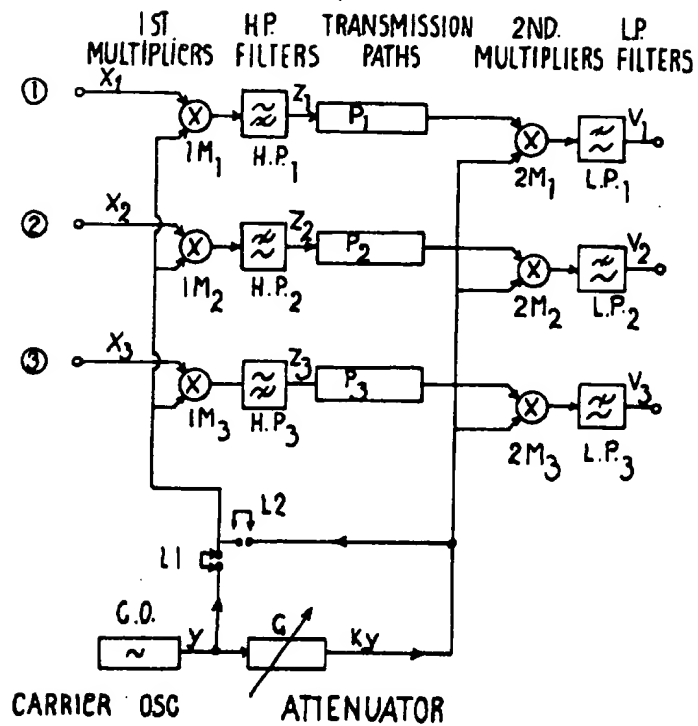 1ST MULTIPLIERS
H.P. FILTERS
TRANSMISSION PATHS
2ND. MULTIPLIERS
L.P. FILTERS
① X1
1M1
H.P.1
Z1
P1
2M1
L.P.1
V1
② X2
1M2
H.P.2
Z2
P2
2M2
L.P.2
V2
③ X3
1M3
H.P.3
Z3
P3
2M3
L.P.3
V3
L2
L1
C.O.
y
G
Ky
CARRIER OSC
ATTENUATOR